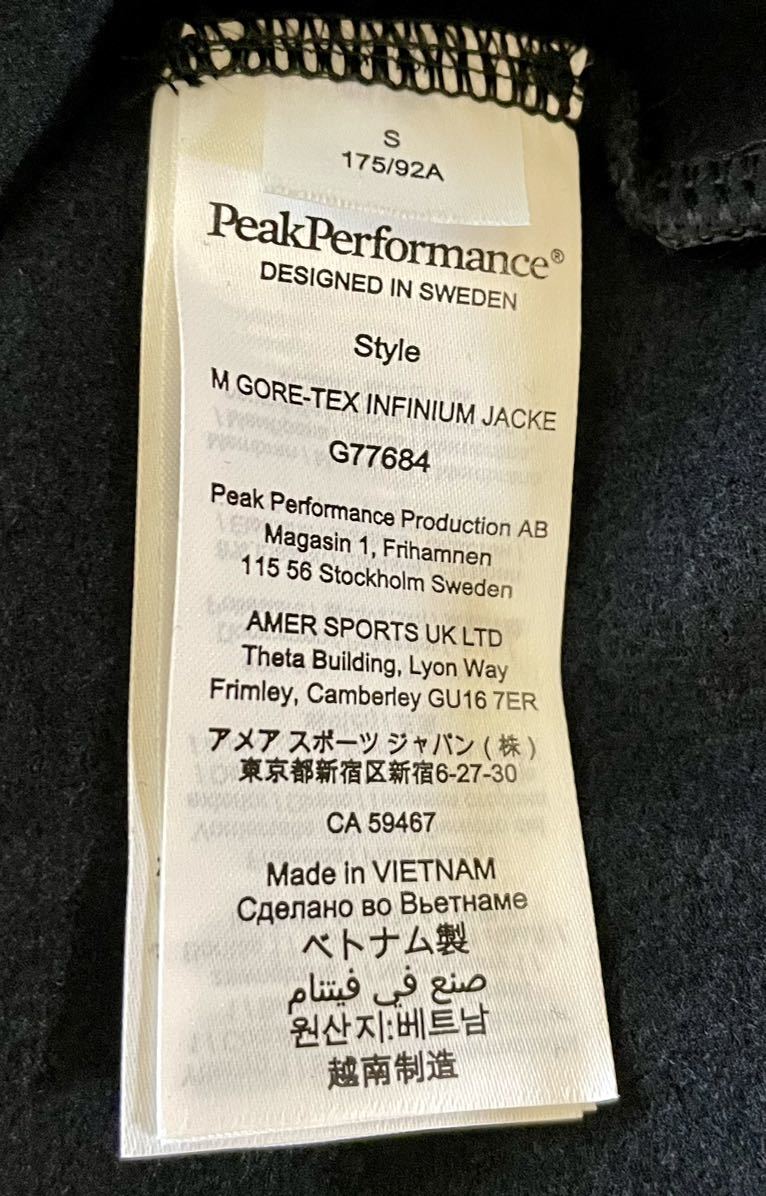 S
175/92A
PeakPerformance®
DESIGNED IN SWEDEN
Style
M GORE-TEX INFINIUM JACKE
G77684
Peak Performance Production AB
Magasin 1, Frihamnen
115 56 Stockholm Sweden
AMER SPORTS UK LTD
Theta Building, Lyon Way
Frimley, Camberley GU16 7ER
アメア スポーツ ジャパン (株)
東京都新宿区新宿6-27-30
CA 59467
Made in VIETNAM
Сделано во Вьетнаме
ベトナム製
صنع في فيتنام
원산지:베트남
越南制造